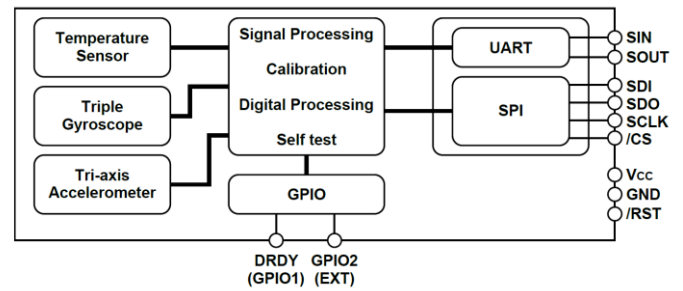 Temperature
Sensor
Triple
Gyroscope
Tri-axis
Accelerometer
Signal Processing
Calibration
Digital Processing
Self test
GPIO
UART
SPI
SIN
SOUT
SDI
SDO
SCLK
/CS
Vcc
GND
/RST
DRDY
(GPIO1)
GPIO2
(EXT)